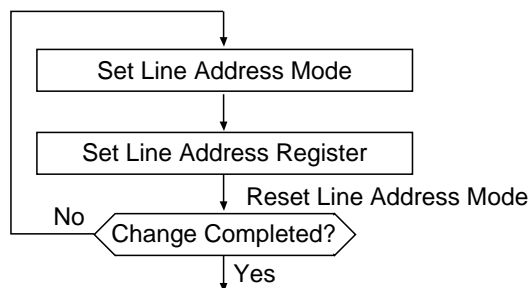 Set Line Address Mode
Set Line Address Register
Reset Line Address Mode
No
Change Completed?
Yes